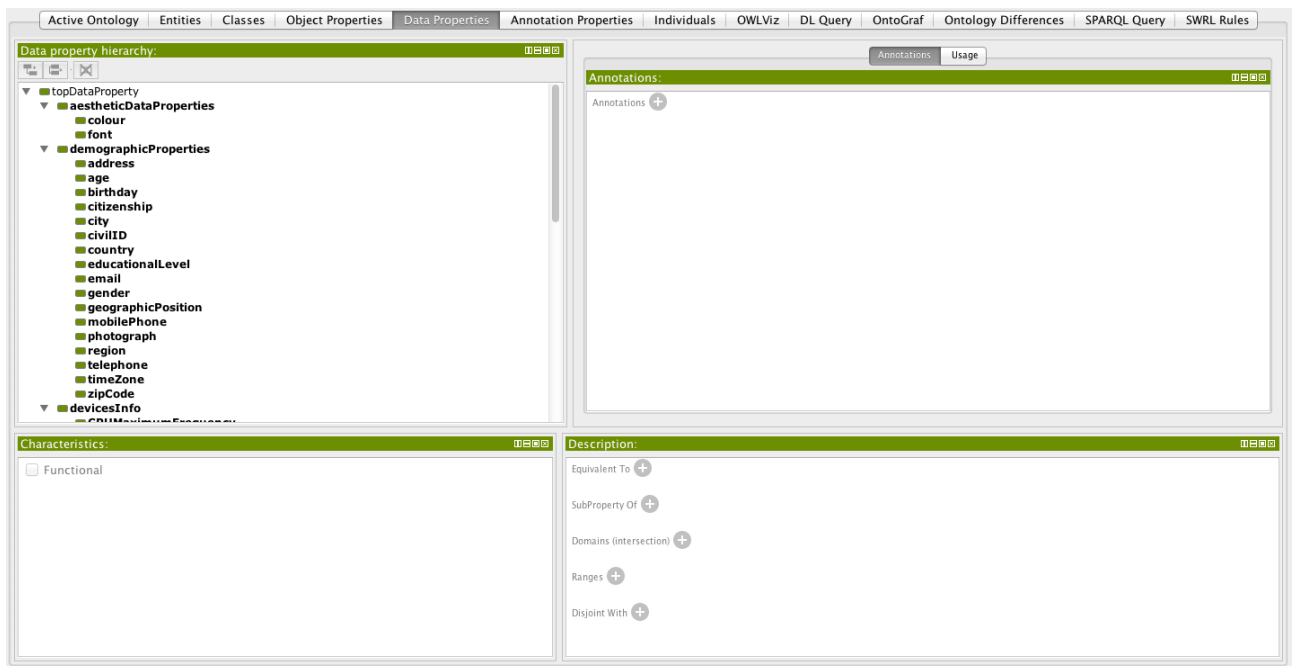 Active Ontology Entities Classes Object Properties Data Properties Annotation Properties Individuals OWLViz DL Query OntoGraf Ontology Differences SPARQL Query SWRL Rules
Data property hierarchy:
topDataProperty
aestheticDataProperties
colour
font
demographicProperties
address
age
birthday
citizenship
city
civilID
country
educationalLevel
email
gender
geographicPosition
mobilePhone
photograph
region
telephone
timeZone
zipCode
devicesInfo
CPUMaximumFrequency
Annotations Usage
Annotations:
Annotations
Characteristics:
Functional
Description:
Equivalent To
SubProperty Of
Domains (intersection)
Ranges
Disjoint With